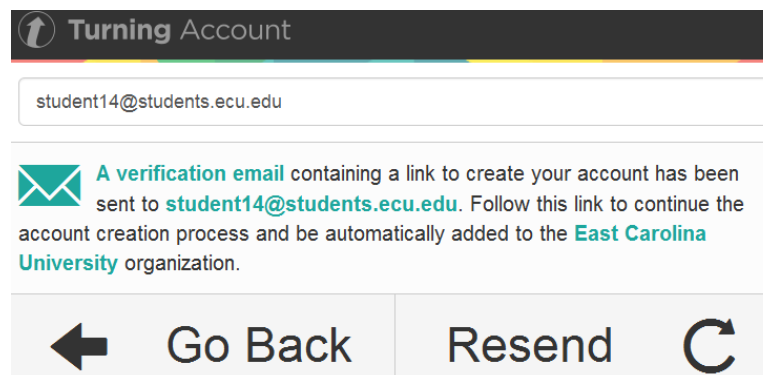 Turning Account
student14@students.ecu.edu
A verification email containing a link to create your account has been
sent to student14@students.ecu.edu. Follow this link to continue the
account creation process and be automatically added to the East Carolina
University organization.
Go Back Resend